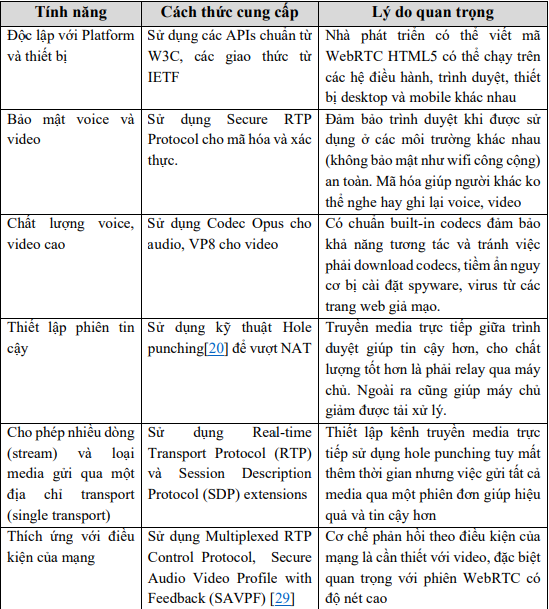 Tính năng
Cách thức cung cấp
Lý do quan trọng
Độc lập với Platform
và thiết bị
Sử dụng các APIs chuẩn từ
W3C, các giao thức từ
IETF
Nhà phát triển có thể viết mã
WebRTC HTML5 có thể chạy trên
các hệ điều hành, trình duyệt, thiết
bị desktop và mobile khác nhau
Bảo mật voice và
video
Sử dụng Secure RTP
Protocol cho mã hóa và xác
thực.
Đảm bảo trình duyệt khi được sử
dụng ở các môi trường khác nhau
(không bảo mật như wifi công cộng)
an toàn. Mã hóa giúp người khác ko
thể nghe hay ghi lại voice, video
Chất lượng voice,
video cao
Sử dụng Codec Opus cho
audio, VP8 cho video
Có chuẩn built-in codecs đảm bảo
khả năng tương tác và tránh việc
phải download codecs, tiềm ẩn nguy
cơ bị cài đặt spyware, virus từ các
trang web giả mạo.
Thiết lập phiên tin
cậy
Sử dụng kỹ thuật Hole
punching[20] để vượt NAT
Truyền media trực tiếp giữa trình
duyệt giúp tin cậy hơn, cho chất
lượng tốt hơn là phải relay qua máy
chủ. Ngoài ra cũng giúp máy chủ
giảm được tải xử lý.
Cho phép nhiều dòng
(stream) và loại
media gửi qua một
địa chỉ transport
(single transport)
Sử dụng Real-time
Transport Protocol (RTP)
và Session Description
Protocol (SDP) extensions
Thiết lập kênh truyền media trực
tiếp sử dụng hole punching tuy mất
thêm thời gian nhưng việc gửi tất cả
media qua một phiên đơn giúp hiệu
quả và tin cậy hơn
Thích ứng với điều
kiện của mạng
Sử dụng Multiplexed RTP
Control Protocol, Secure
Audio Video Profile with
Feedback (SAVPF) [29]
Cơ chế phản hồi theo điều kiện của
mạng là cần thiết với video, đặc biệt
quan trọng với phiên WebRTC có
độ nét cao